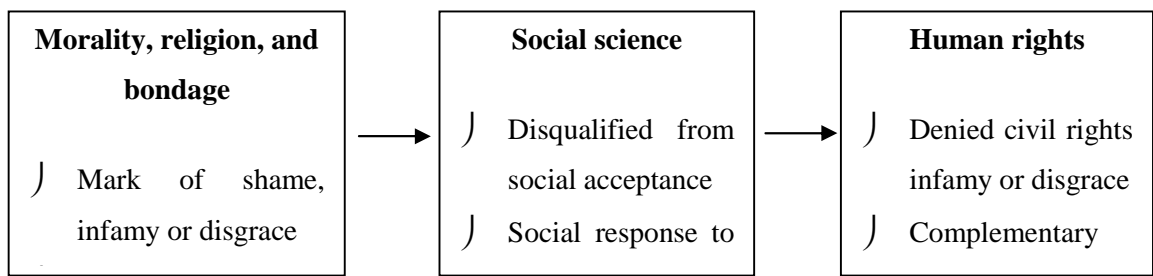 Morality, religion, and
bondage
Mark of shame,
infamy or disgrace
Social science
Disqualified from
social acceptance
Social response to
Human rights
Denied civil rights
infamy or disgrace
Complementary